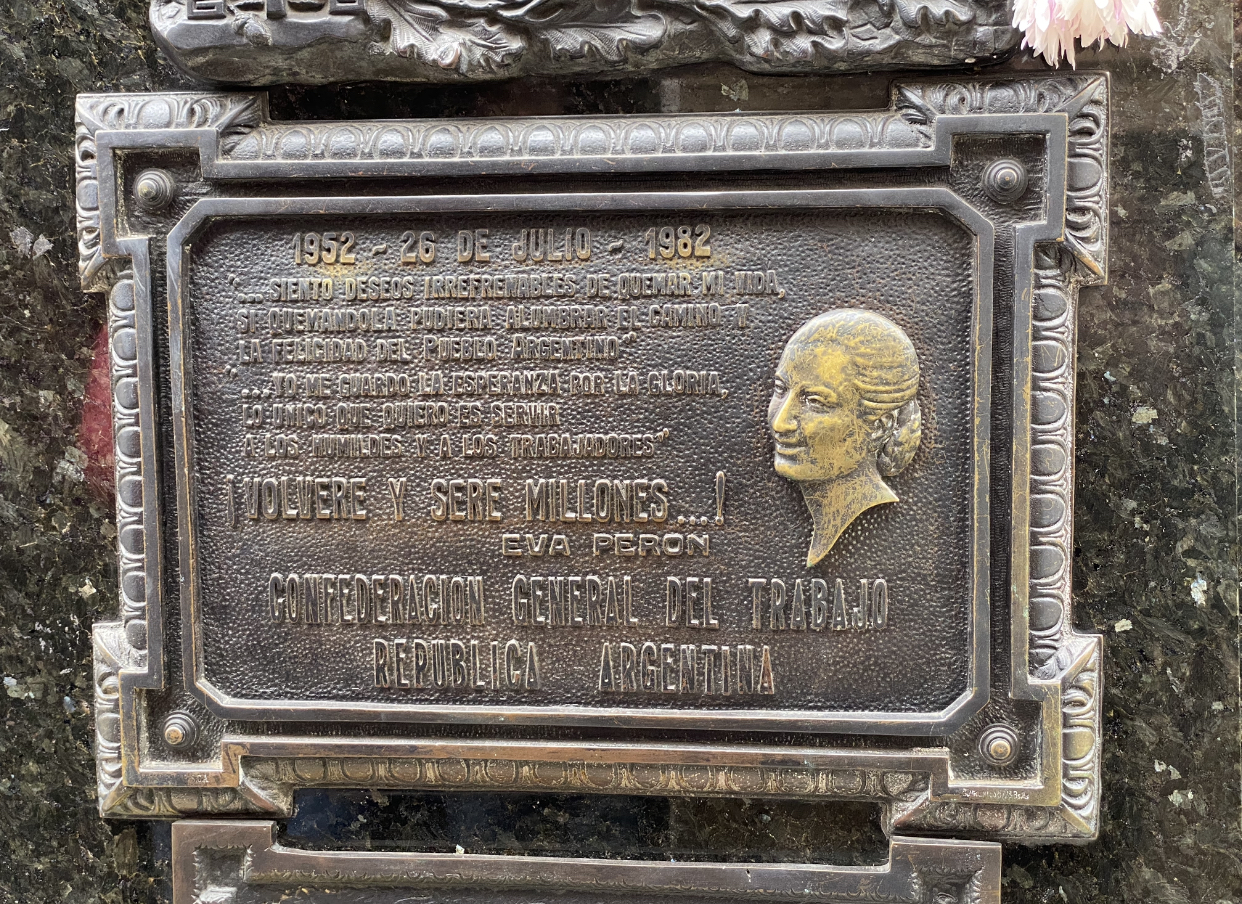 1952 - 26 DE JULIO - 1982
"... SIENTO DESEOS IRREFRENABLES DE QUEMAR MI VIDA,
SI QUEMANDOLA PUDIERA ALUMBRAR EL CAMINO Y
LA FELICIDAD DEL PUEBLO ARGENTINO"
"... YO ME GUARDO LA ESPERANZA POR LA GLORIA,
LO UNICO QUE QUIERO ES SERVIR
A LOS HUMILDES Y A LOS TRABAJADORES"
¡VOLVERE Y SERE MILLONES...!
EVA PERON
CONFEDERACION GENERAL DEL TRABAJO
REPUBLICA ARGENTINA